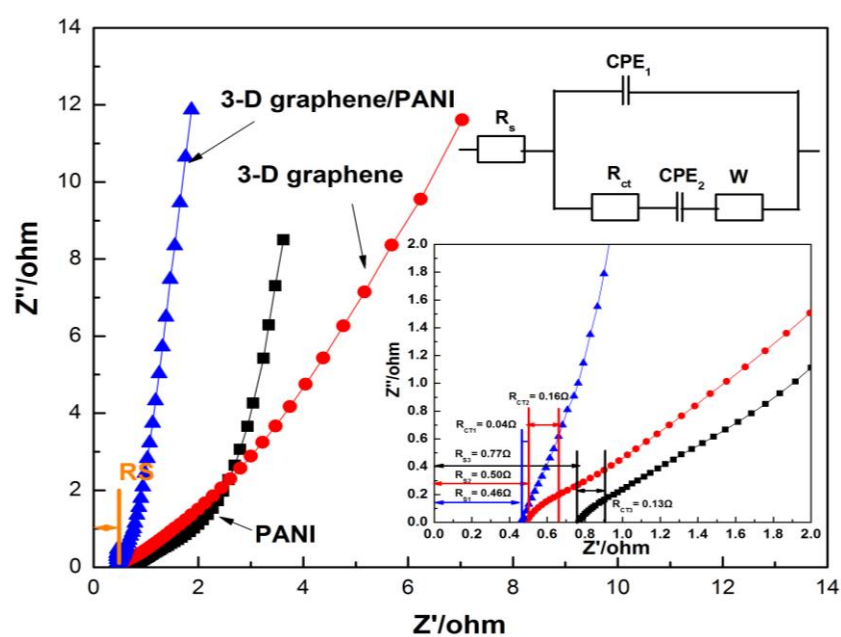 14
12
10
8
6
4
2
0
Z''/ohm
0 2 4 6 8 10 12 14
Z'/ohm
3-D graphene/PANI
3-D graphene
PANI
RS
CPE1
Rs
Rct
CPE2
W
2.0
1.8
1.6
1.4
1.2
1.0
0.8
0.6
0.4
0.2
0.0
Z''/ohm
RCT2 = 0.16Ω
RCT1 = 0.04Ω
RS3 = 0.77Ω
RS2 = 0.50Ω
RS1 = 0.46Ω
RCT3 = 0.13Ω
0.0 0.2 0.4 0.6 0.8 1.0 1.2 1.4 1.6 1.8 2.0
Z'/ohm